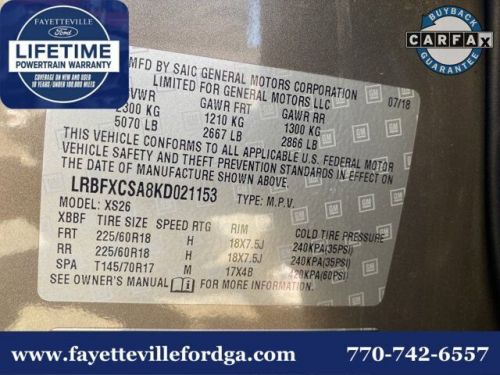 FAYETTEVILLE
Ford
LIFETIME
POWERTRAIN WARRANTY
ON USED AND NEW VEHICLES
BUYBACK
CARFAX
GUARANTEE
MFG BY SAIC GENERAL MOTORS CORPORATION
LIMITED FOR GENERAL MOTORS LLC
07/18
GVWR GAWR FRT GAWR RR
2300 KG 1210 KG 1300 KG
5070 LB 2667 LB 2866 LB
THIS VEHICLE CONFORMS TO ALL APPLICABLE U.S. FEDERAL MOTOR
VEHICLE SAFETY AND THEFT PREVENTION STANDARDS IN EFFECT ON
THE DATE OF MANUFACTURE SHOWN ABOVE.
LRBFXCSA8KD021153 TYPE: M.P.V.
MODEL: XS26
XBBF TIRE SIZE SPEED RTG RIM COLD TIRE PRESSURE
FRT 225/60R18 H 18X7.5J 240KPA(35PSI)
RR 225/60R18 H 18X7.5J 240KPA(35PSI)
SPA T145/70R17 M 17X4B 420KPA(60PSI)
SEE OWNER'S MANUAL FOR ADDITIONAL INFORMATION
GM
www.fayettevillefordga.com 770-742-6557